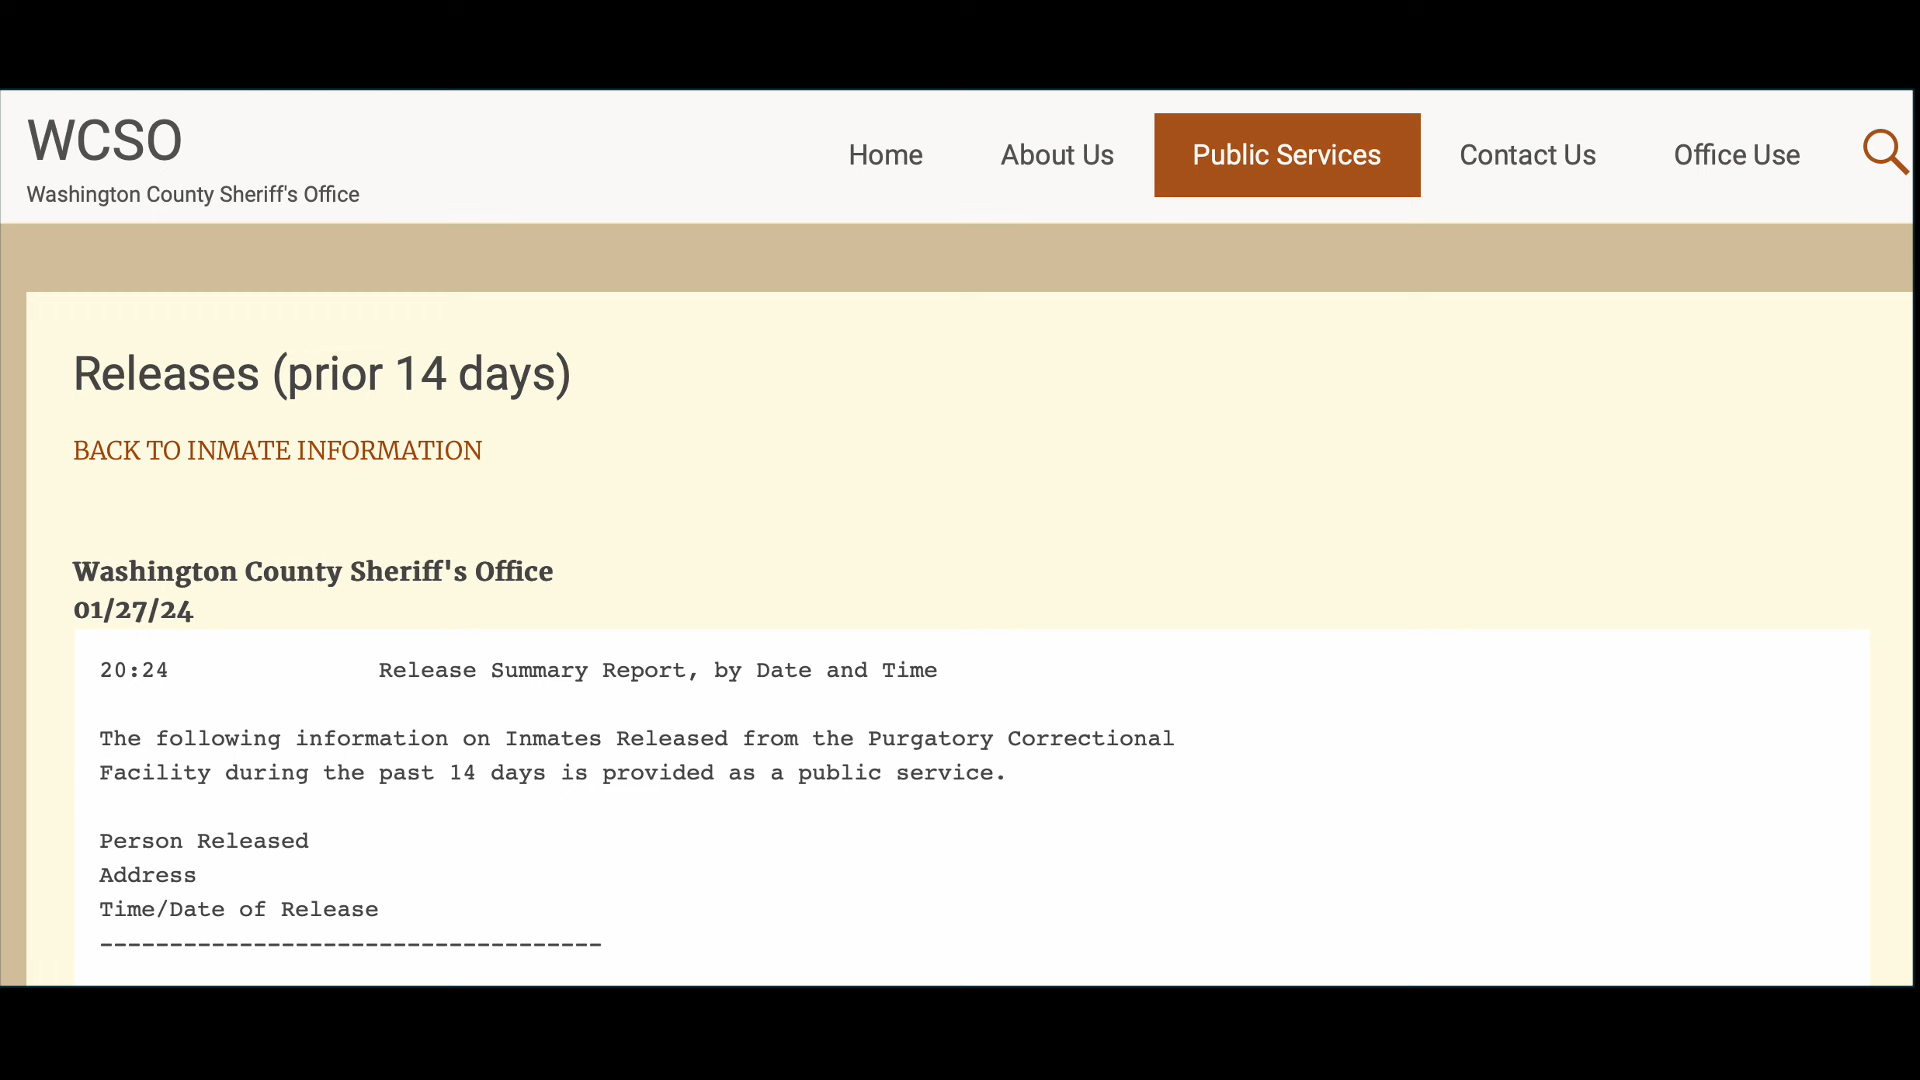 WCSO
Washington County Sheriff's Office
Home About Us Public Services Contact Us Office Use
Releases (prior 14 days)
BACK TO INMATE INFORMATION
Washington County Sheriff's Office
01/27/24
20:24 Release Summary Report, by Date and Time
The following information on Inmates Released from the Purgatory Correctional
Facility during the past 14 days is provided as a public service.
Person Released
Address
Time/Date of Release
------------------------------------